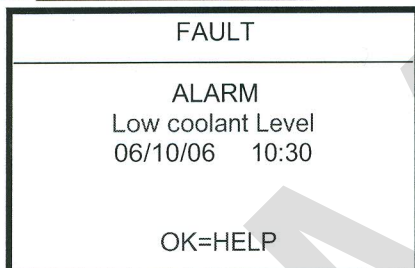 FAULT
ALARM
Low coolant Level
06/10/06 10:30
OK=HELP